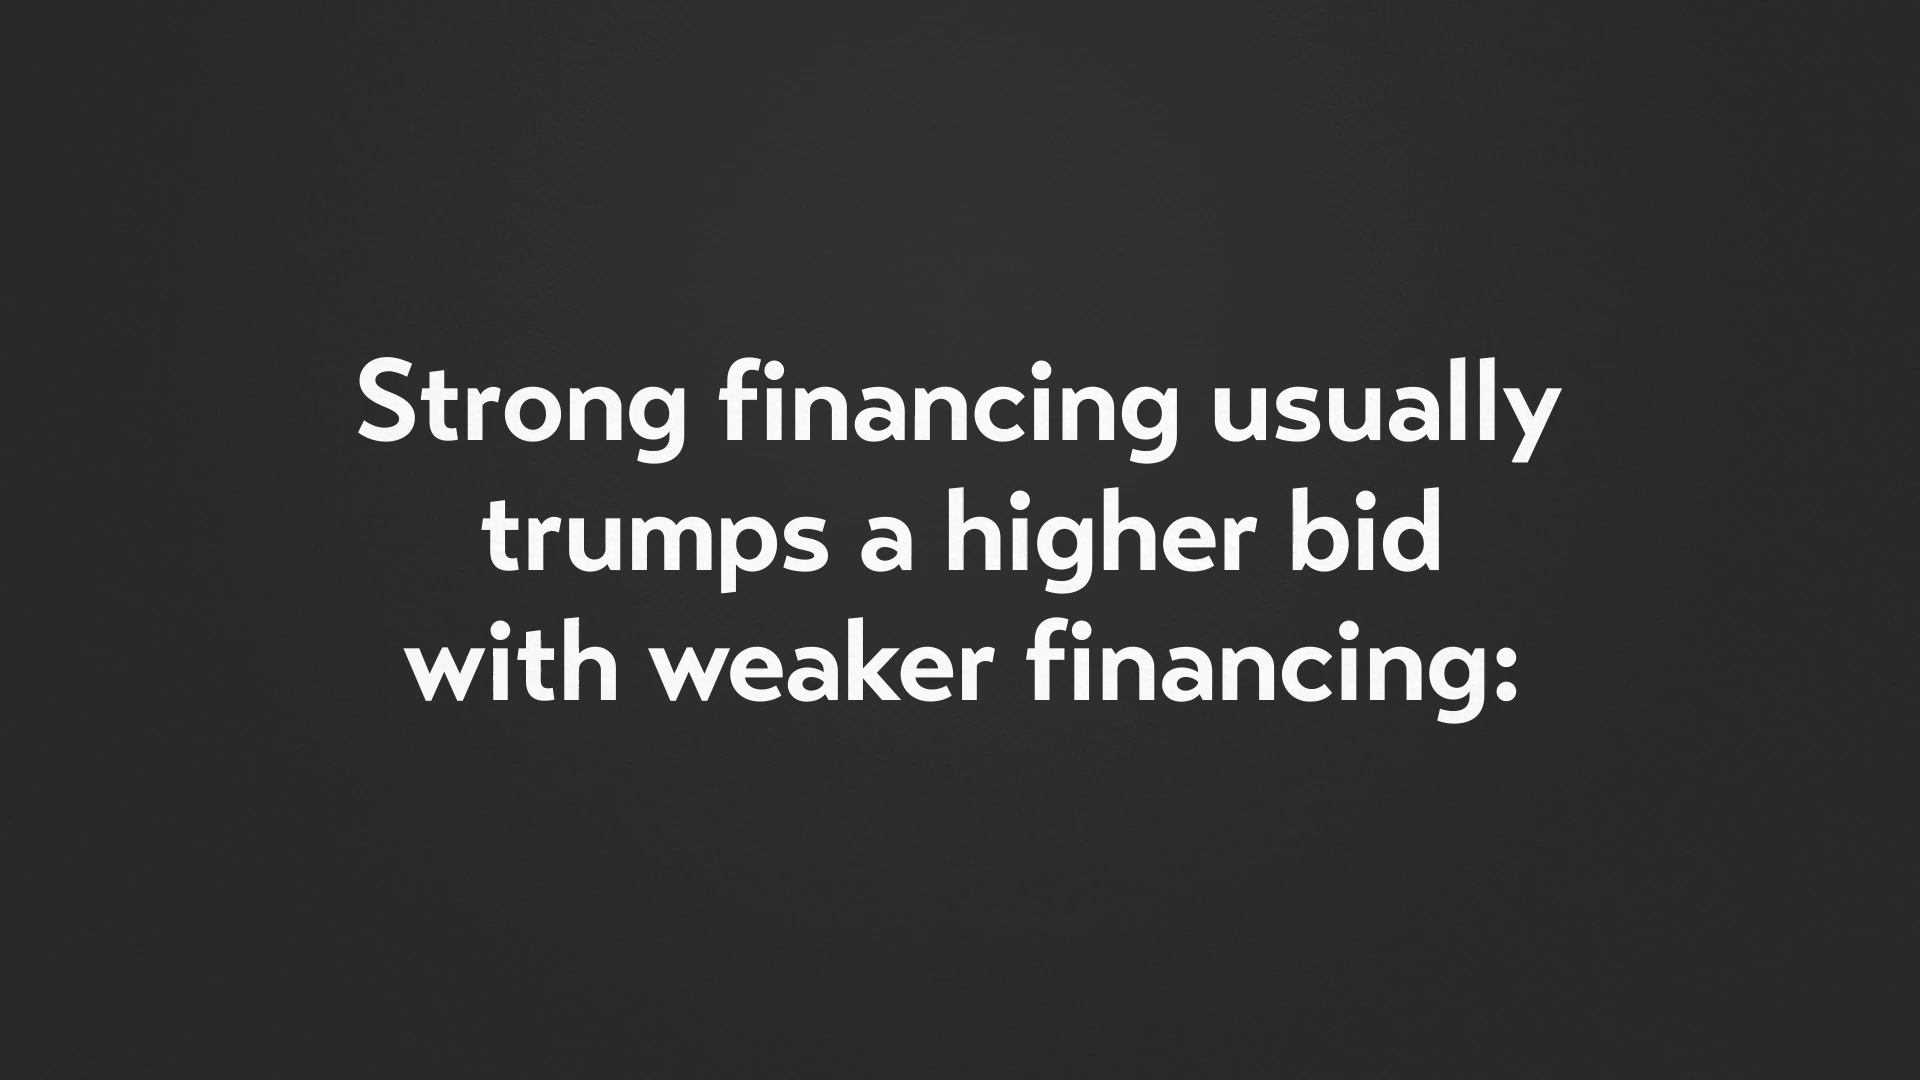 Strong financing usually
trumps a higher bid
with weaker financing: